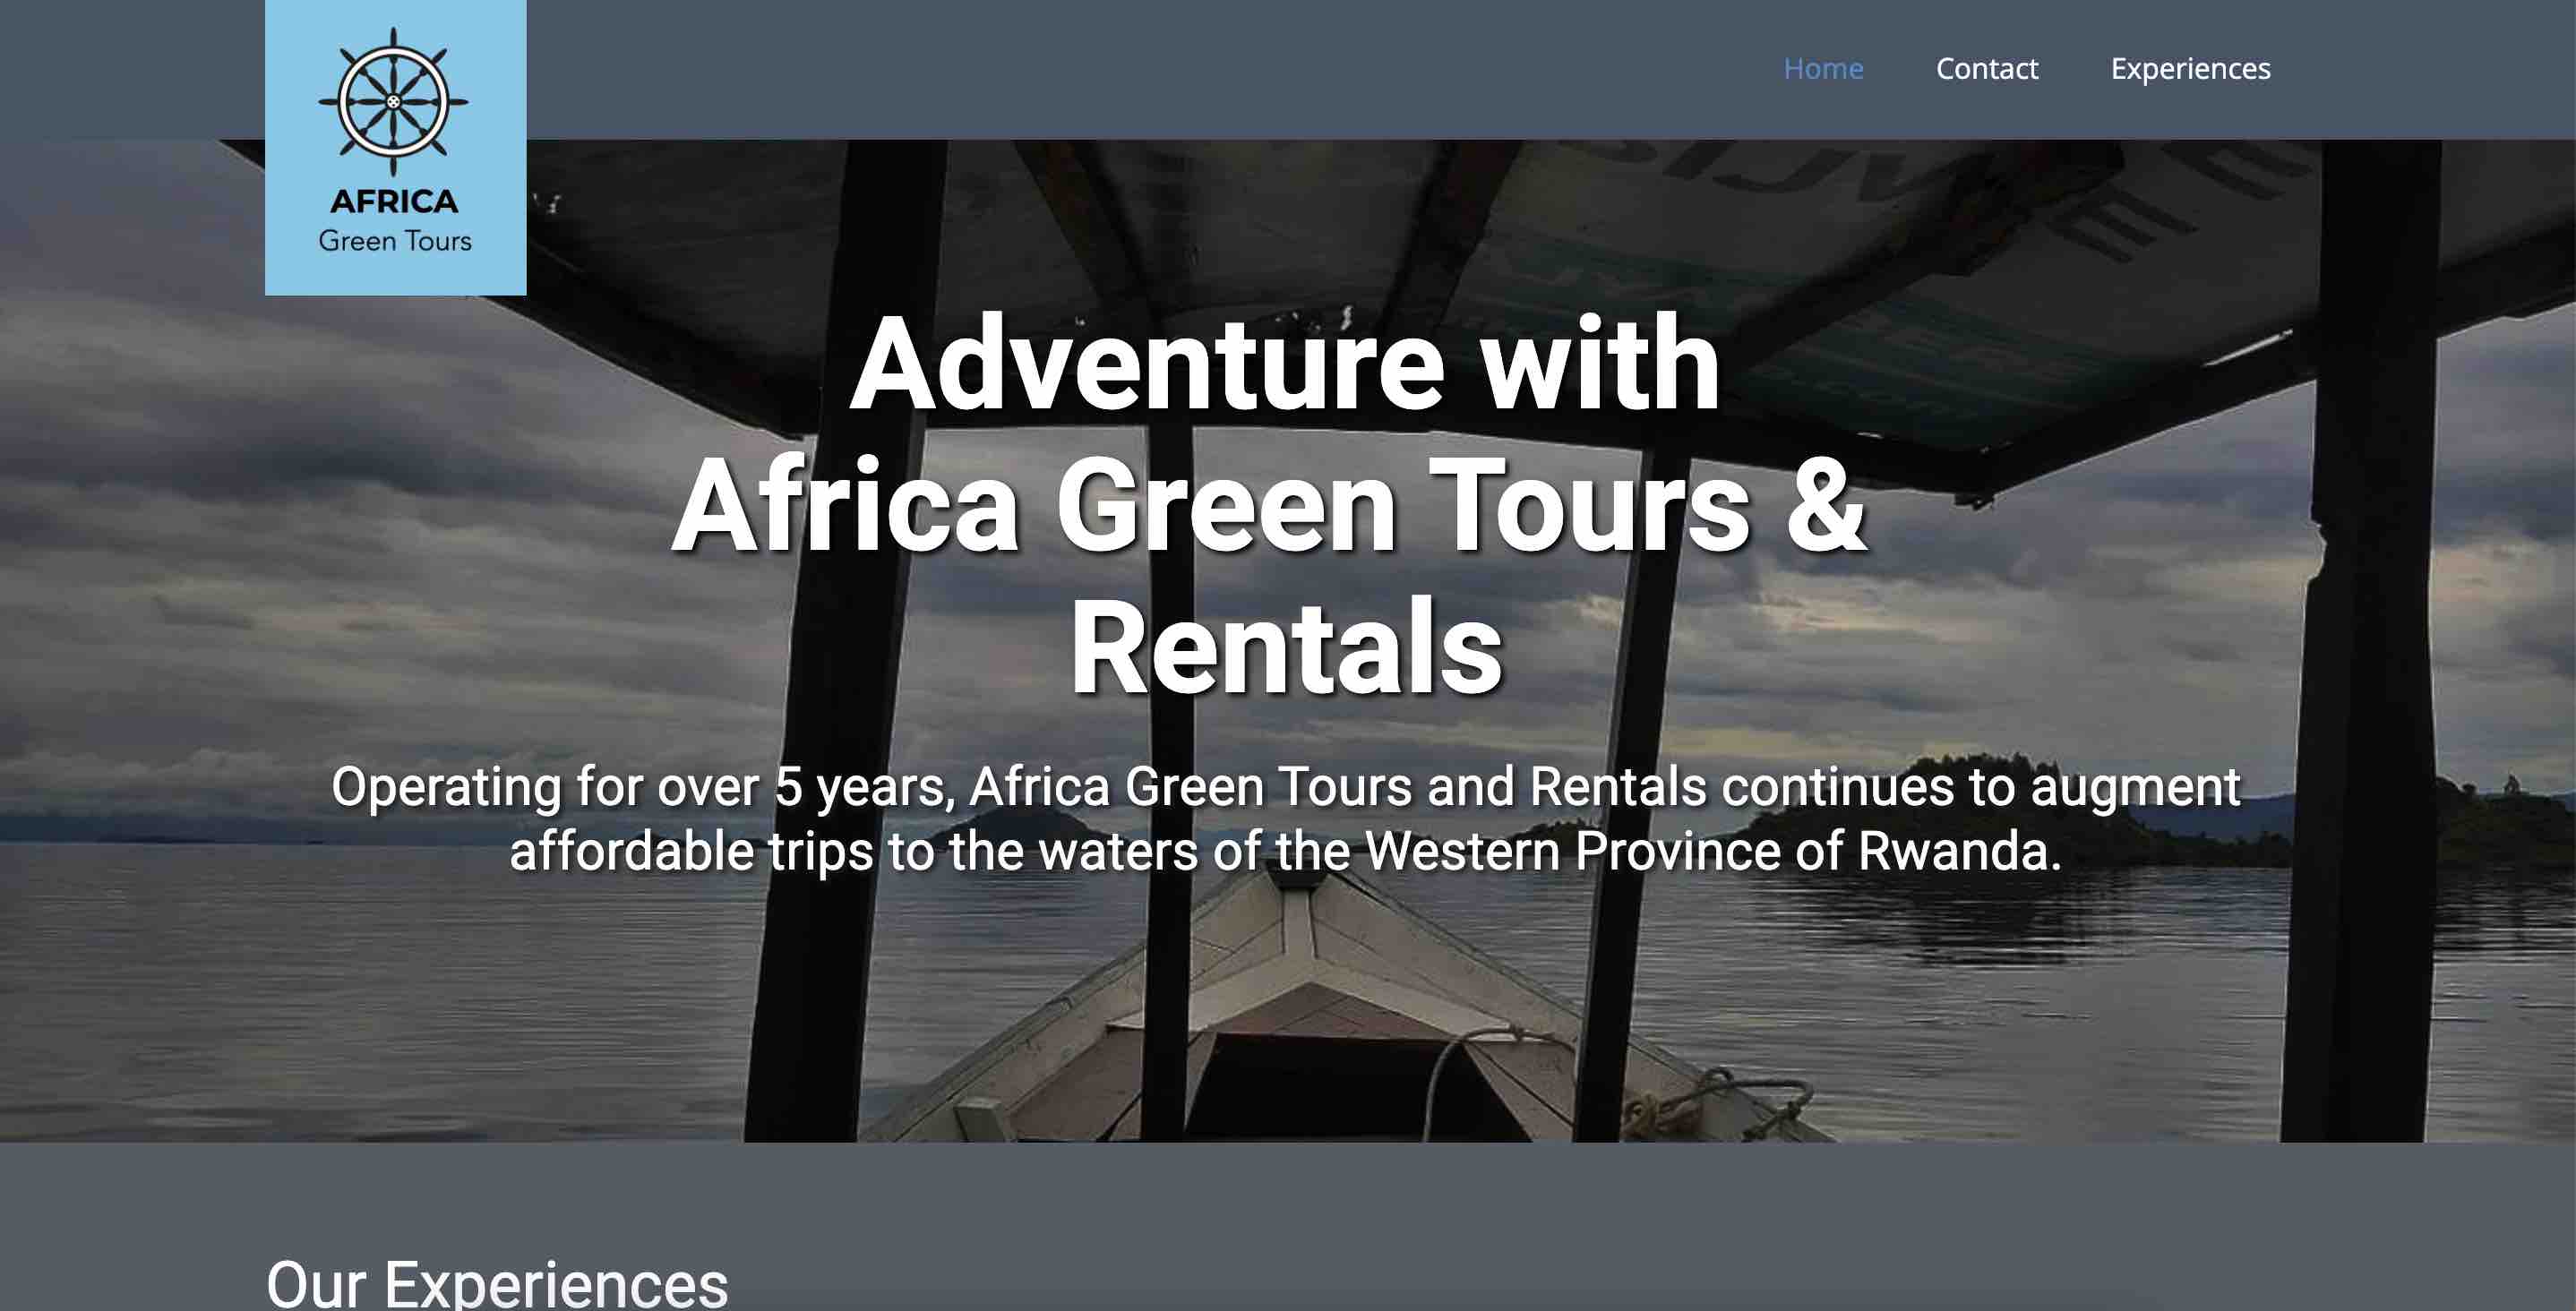 AFRICA
Green Tours
Home
Contact
Experiences
Adventure with
Africa Green Tours &
Rentals
Operating for over 5 years, Africa Green Tours and Rentals continues to augment
affordable trips to the waters of the Western Province of Rwanda.
Our Experiences